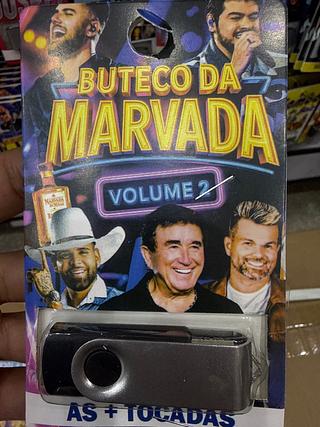 BUTECO DA
MARVADA
VOLUME 2
AS + TOCADAS